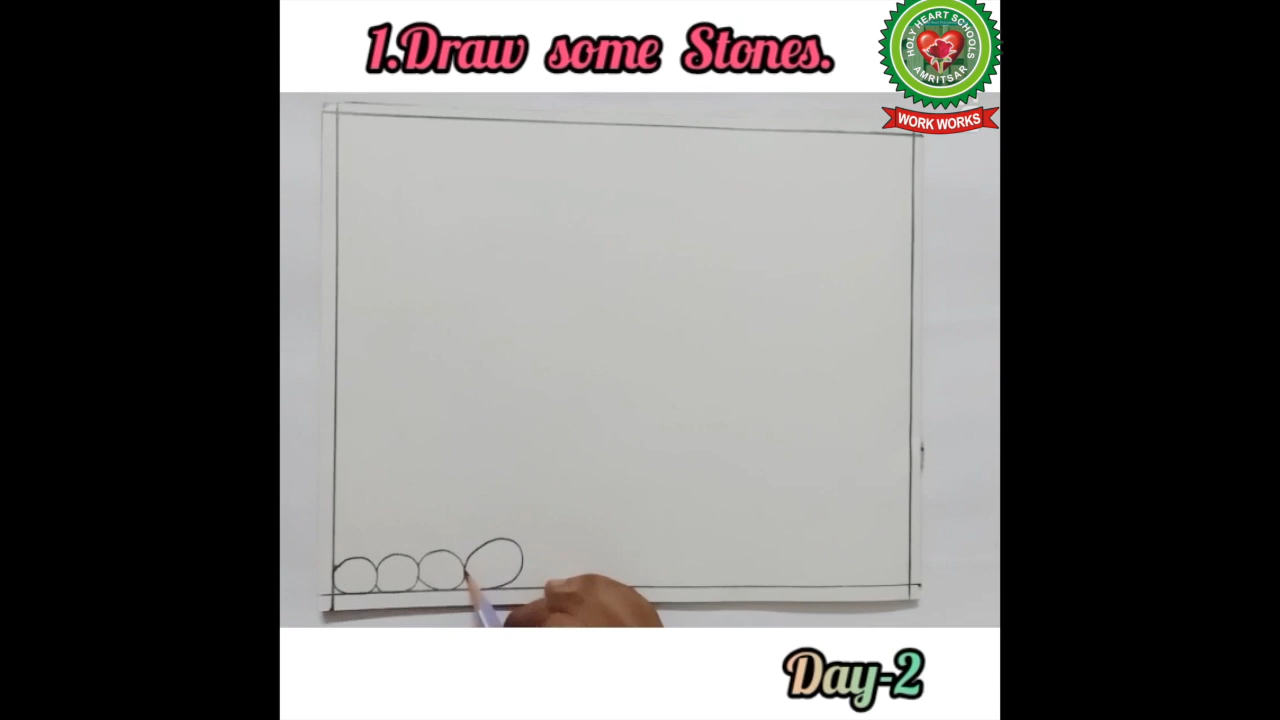 1.Draw some Stones.
HOLY HEART SCHOOLS
AMRITSAR
WORK WORKS
Day-2